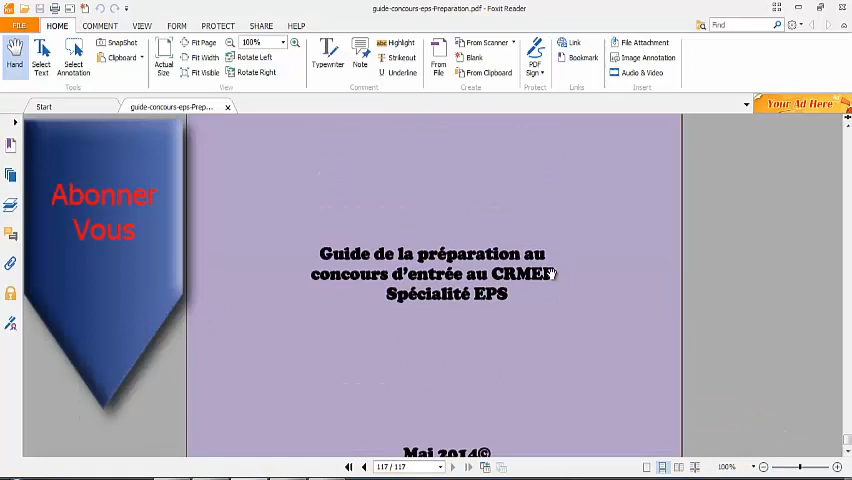 guide-concours-eps-Preparation.pdf - Foxit Reader
FILE HOME COMMENT VIEW FORM PROTECT SHARE HELP Find
SnapShot Fit Page 100% Highlight From Scanner Link File Attachment
Clipboard Fit Width Rotate Left Strikeout Blank Bookmark Image Annotation
Fit Visible Rotate Right Underline From Clipboard Audio & Video
Hand Select Text Select Annotation Actual Size Typewriter Note From File PDF Sign
Tools View Comment Create Protect Insert
Start guide-concours-eps-Prep... Your Ad Here
Abonner
Vous
Guide de la préparation au
concours d'entrée au CRMEF
Spécialité EPS
Mai 2014©
117 / 117 100%